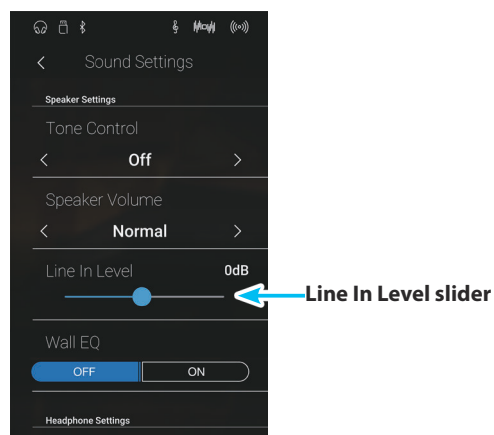 Sound Settings
Speaker Settings
Tone Control
Off
Speaker Volume
Normal
Line In Level 0dB
Line In Level slider
Wall EQ
OFF ON
Headphone Settings